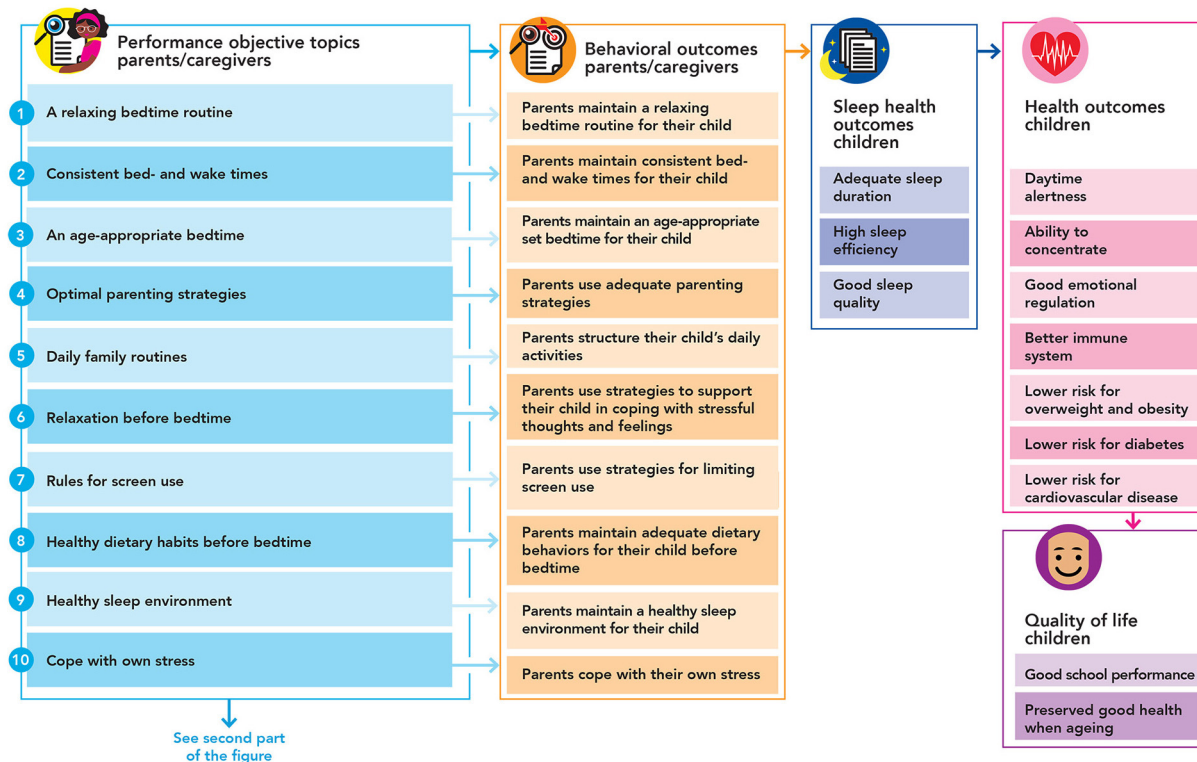 Performance objective topics
parents/caregivers
1 A relaxing bedtime routine
2 Consistent bed- and wake times
3 An age-appropriate bedtime
4 Optimal parenting strategies
5 Daily family routines
6 Relaxation before bedtime
7 Rules for screen use
8 Healthy dietary habits before bedtime
9 Healthy sleep environment
10 Cope with own stress
See second part
of the figure
Behavioral outcomes
parents/caregivers
Parents maintain a relaxing
bedtime routine for their child
Parents maintain consistent bed-
and wake times for their child
Parents maintain an age-appropriate
set bedtime for their child
Parents use adequate parenting
strategies
Parents structure their child’s daily
activities
Parents use strategies to support
their child in coping with stressful
thoughts and feelings
Parents use strategies for limiting
screen use
Parents maintain adequate dietary
behaviors for their child before
bedtime
Parents maintain a healthy sleep
environment for their child
Parents cope with their own stress
Sleep health
outcomes
children
Adequate sleep
duration
High sleep
efficiency
Good sleep
quality
Health outcomes
children
Daytime
alertness
Ability to
concentrate
Good emotional
regulation
Better immune
system
Lower risk for
overweight and obesity
Lower risk for diabetes
Lower risk for
cardiovascular disease
Quality of life
children
Good school performance
Preserved good health
when ageing